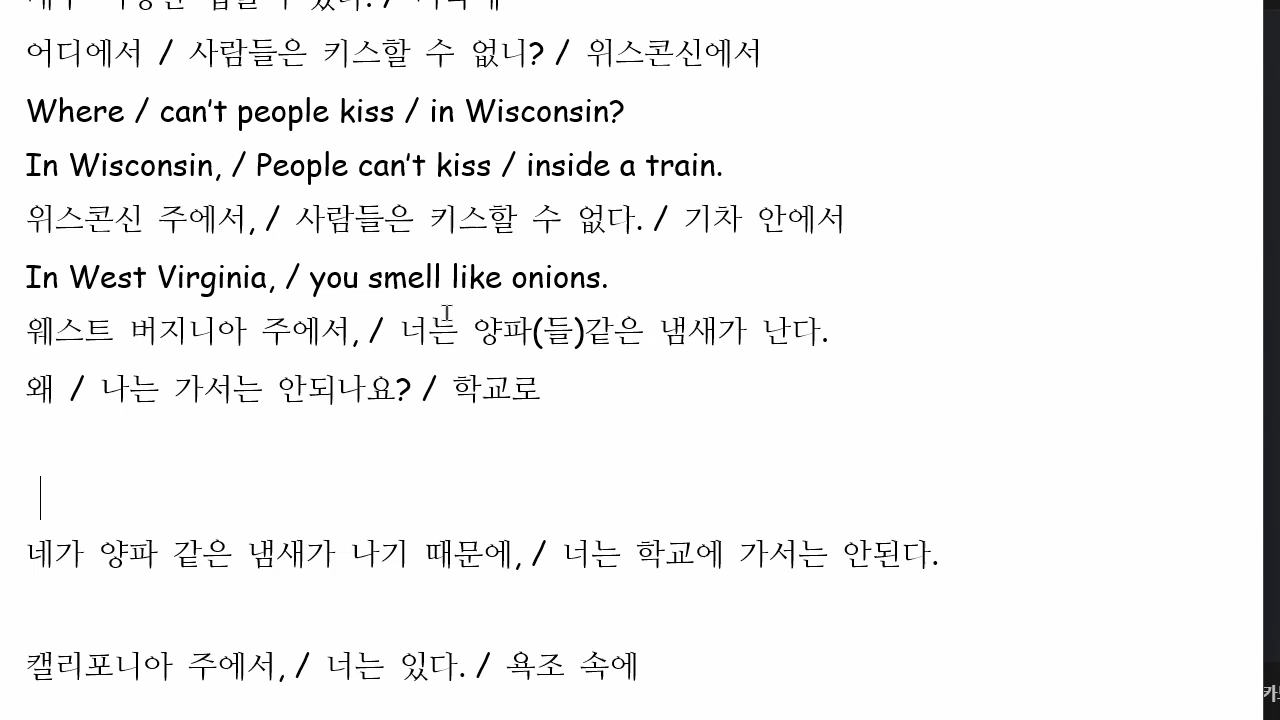 어디에서 / 사람들은 키스할 수 없니? / 위스콘신에서
Where / can't people kiss / in Wisconsin?
In Wisconsin, / People can't kiss / inside a train.
위스콘신 주에서, / 사람들은 키스할 수 없다. / 기차 안에서
In West Virginia, / you smell like onions.
웨스트 버지니아 주에서, / 너는 양파(들)같은 냄새가 난다.
왜 / 나는 가서는 안되나요? / 학교로
네가 양파 같은 냄새가 나기 때문에, / 너는 학교에 가서는 안된다.
캘리포니아 주에서, / 너는 있다. / 욕조 속에